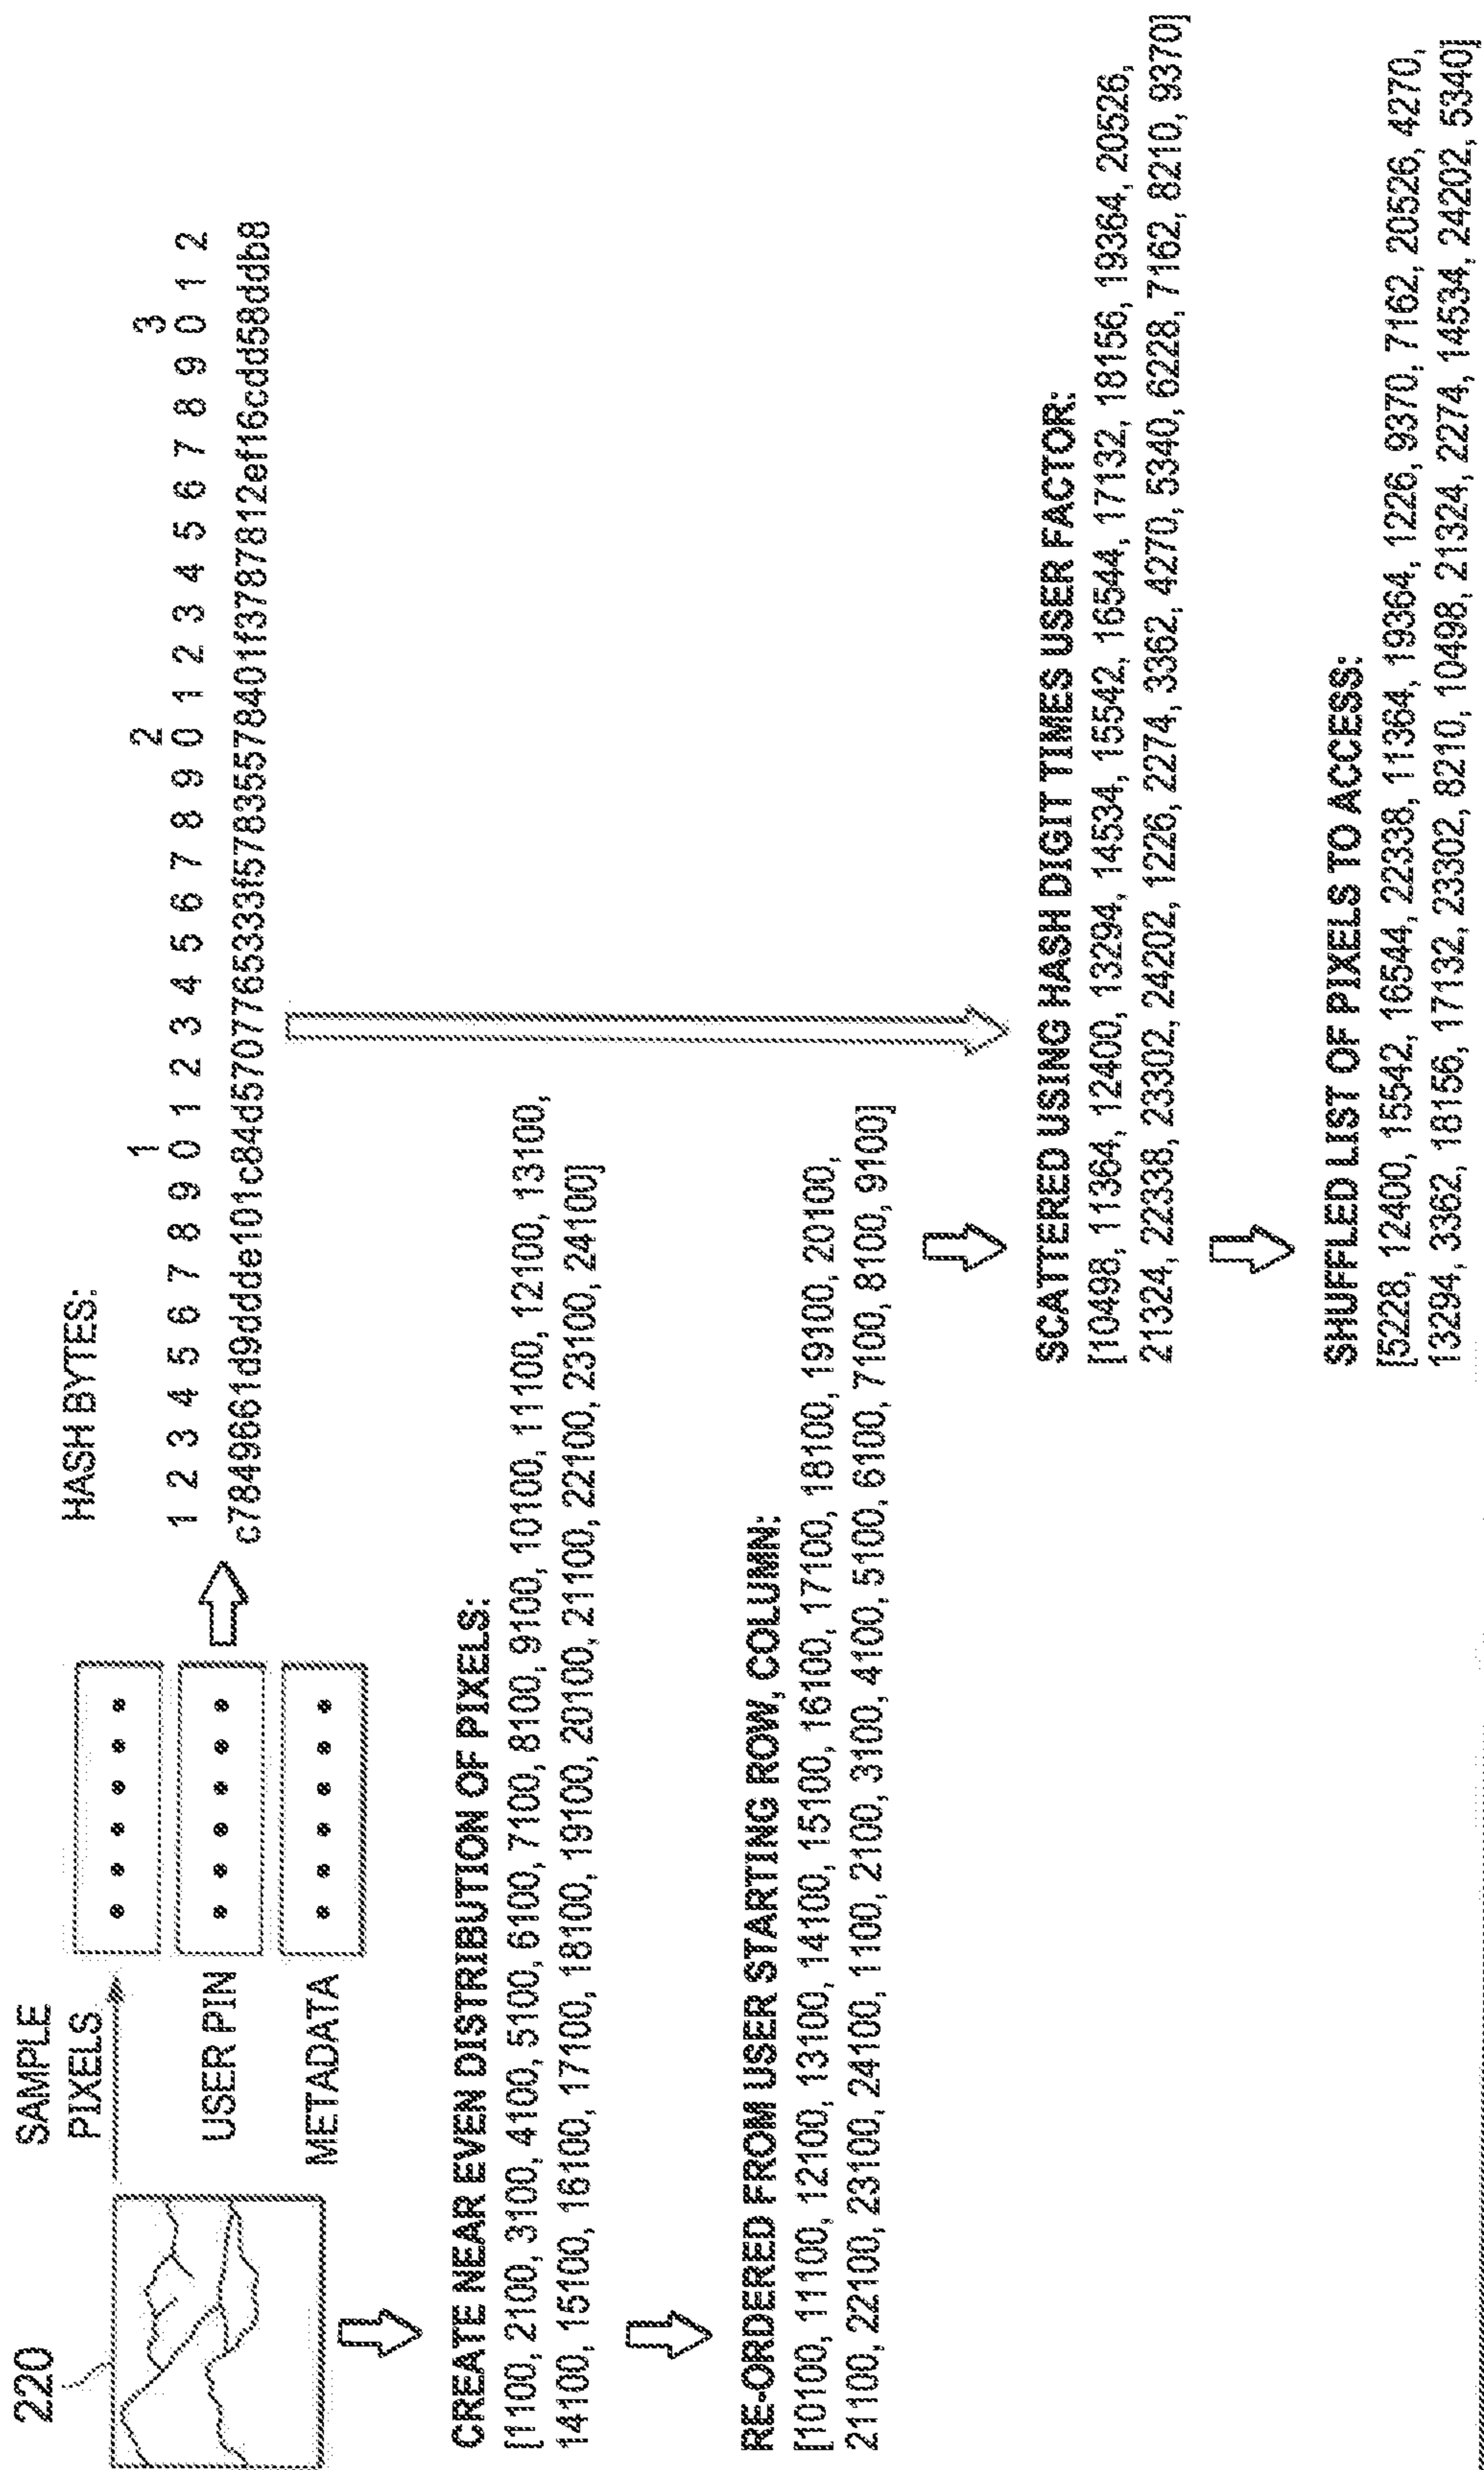 220
SAMPLE
PIXELS
USER PIN
METADATA
HASH BYTES:
1 2 3
1 2 3 4 5 6 7 8 9 0 1 2 3 4 5 6 7 8 9 0 1 2 3 4 5 6 7 8 9 0 1 2
c7849661d9ddde101c84d5707765333f57835578401f3787812ef16cdd58ddb8
CREATE NEAR EVEN DISTRIBUTION OF PIXELS:
[1100, 2100, 3100, 4100, 5100, 6100, 7100, 8100, 9100, 10100, 11100, 12100, 13100,
14100, 15100, 16100, 17100, 18100, 19100, 20100, 21100, 22100, 23100, 24100]
RE-ORDERED FROM USER STARTING ROW, COLUMN:
[10100, 11100, 12100, 13100, 14100, 15100, 16100, 17100, 18100, 19100, 20100,
21100, 22100, 23100, 24100, 1100, 2100, 3100, 4100, 5100, 6100, 7100, 8100, 9100]
SCATTERED USING HASH DIGIT TIMES USER FACTOR:
[10498, 11364, 12400, 13294, 14534, 15542, 16544, 17132, 18156, 19364, 20526,
21324, 22338, 23302, 24202, 1226, 2274, 3362, 4270, 5340, 6228, 7162, 8210, 9370]
SHUFFLED LIST OF PIXELS TO ACCESS:
[5228, 12400, 15542, 16544, 22338, 11364, 19364, 1226, 9370, 7162, 20526, 4270,
13294, 3362, 18156, 17132, 23302, 8210, 10498, 21324, 2274, 14534, 24202, 5340]